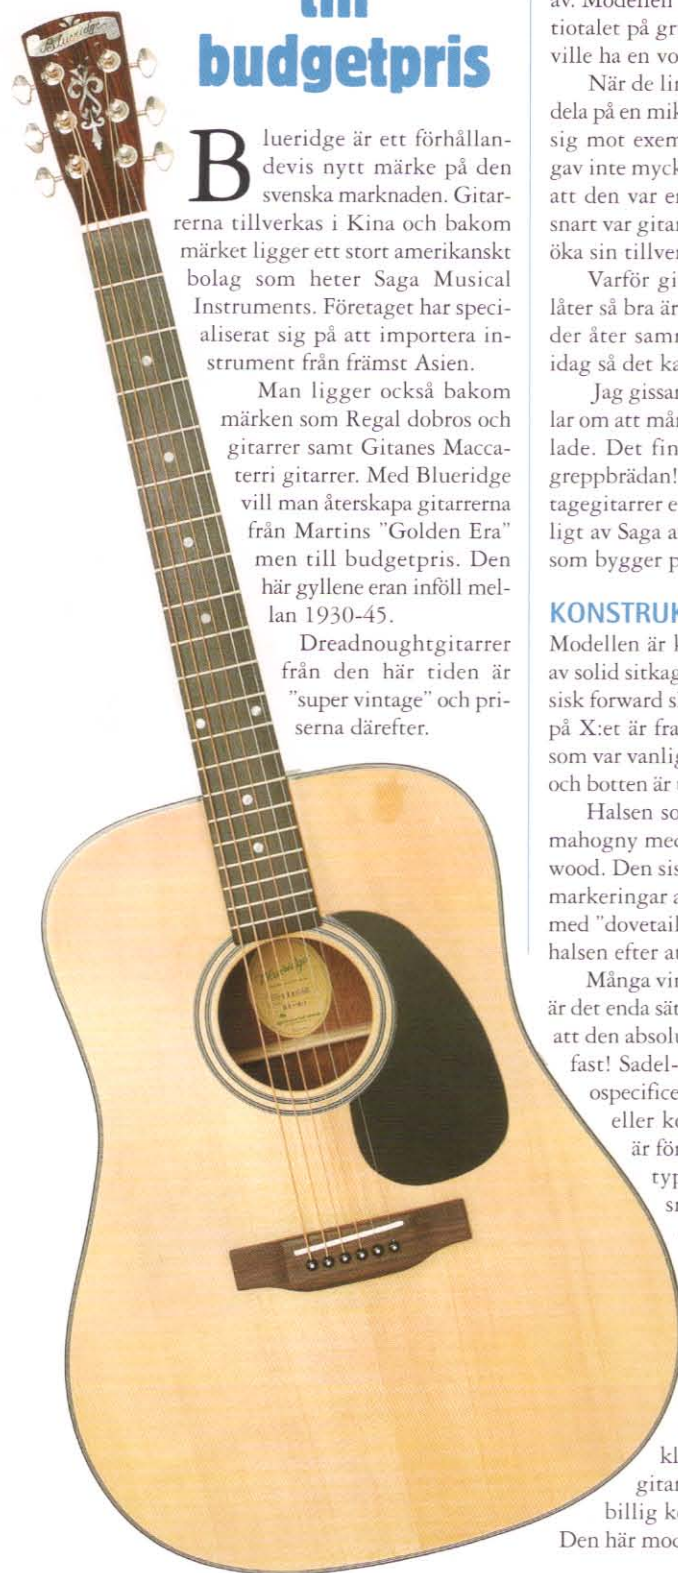 till
budgetpris
Blueridge är ett förhållan-
devis nytt märke på den
svenska marknaden. Gitar-
rerna tillverkas i Kina och bakom
märket ligger ett stort amerikanskt
bolag som heter Saga Musical
Instruments. Företaget har speci-
aliserat sig på att importera in-
strument från främst Asien.
Man ligger också bakom
märken som Regal dobros och
gitarrer samt Gitanes Macca-
terri gitarrer. Med Blueridge
vill man återskapa gitarrerna
från Martins ”Golden Era”
men till budgetpris. Den
här gyllene eran inföll mel-
lan 1930-45.
Dreadnoughtgitarrer
från den här tiden är
”super vintage” och pri-
serna därefter.
Blueridge
av. Modellen
tiotalet på gr
ville ha en vo
När de lin
dela på en mik
sig mot exem
gav inte myck
att den var en
snart var gitar
öka sin tillver
Varför gi
låter så bra är
der åter samm
idag så det ka
Jag gissar
lar om att mån
lade. Det fin
greppbrädan!
tagegitarrer e
ligt av Saga a
som bygger p
KONSTRUK
Modellen är k
av solid sitkag
sisk forward s
på X:et är fra
som var vanlig
och botten är
Halsen so
mahogny med
wood. Den sis
markeringar a
med ”dovetail
halsen efter at
Många vin
är det enda sät
att den absolu
fast! Sadel-
ospecifice
eller ko
är för
typ
sn
kl
gitar
billig ko
Den här mod